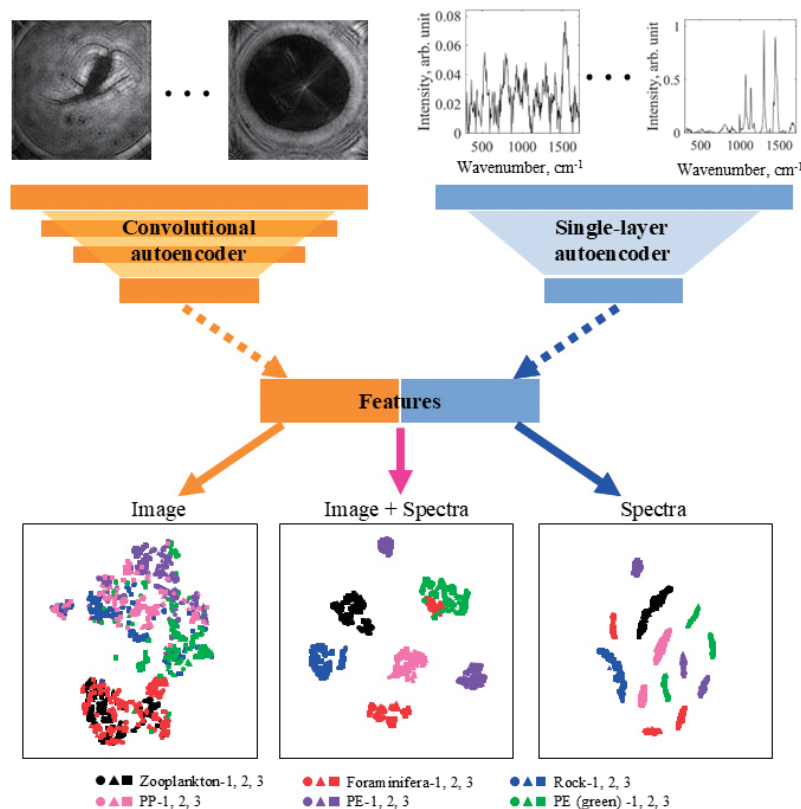 Intensity, arb. unit
0.08
0.06
0.04
0.02
0
500
1000
1500
Wavenumber, cm-1
Intensity, arb. unit
1
0.5
0
500
1000
1500
Wavenumber, cm-1
Convolutional
autoencoder
Single-layer
autoencoder
Features
Image
Image + Spectra
Spectra
Zooplankton-1, 2, 3
Foraminifera-1, 2, 3
Rock-1, 2, 3
PP-1, 2, 3
PE-1, 2, 3
PE (green) -1, 2, 3